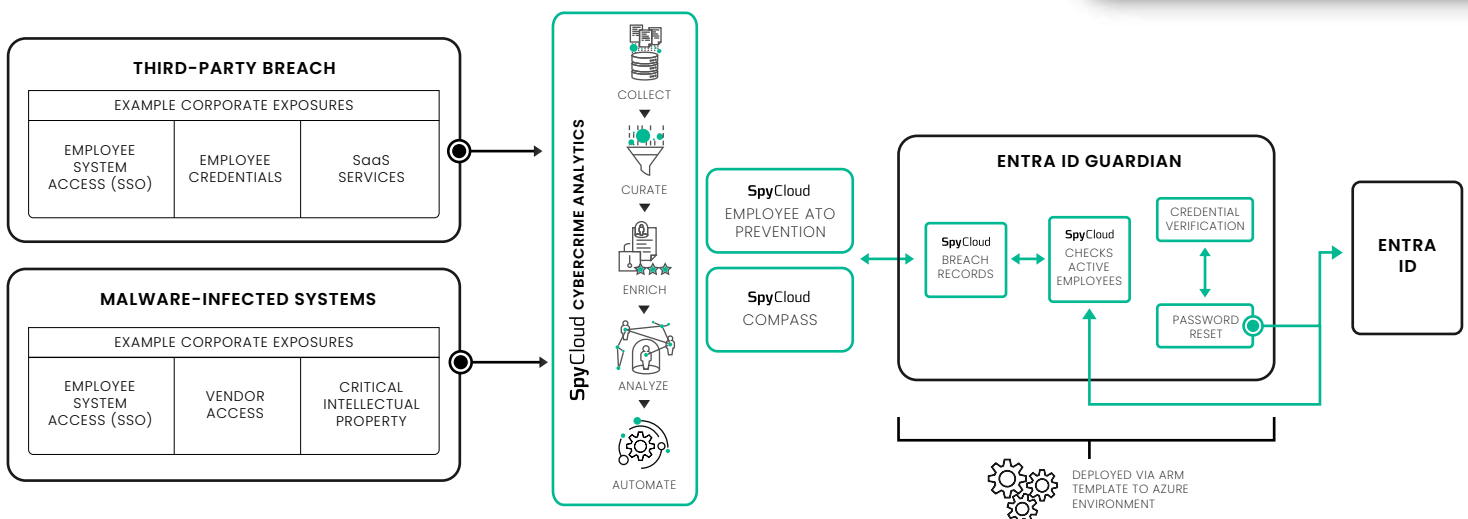 THIRD-PARTY BREACH
EXAMPLE CORPORATE EXPOSURES
EMPLOYEE
SYSTEM
ACCESS (SSO)
EMPLOYEE
CREDENTIALS
SaaS
SERVICES
MALWARE-INFECTED SYSTEMS
EXAMPLE CORPORATE EXPOSURES
EMPLOYEE
SYSTEM
ACCESS (SSO)
VENDOR
ACCESS
CRITICAL
INTELLECTUAL
PROPERTY
SpyCloud CYBERCRIME ANALYTICS
COLLECT
CURATE
ENRICH
ANALYZE
AUTOMATE
SpyCloud
EMPLOYEE ATO
PREVENTION
SpyCloud
COMPASS
ENTRA ID GUARDIAN
SpyCloud
BREACH
RECORDS
SpyCloud
CHECKS
ACTIVE
EMPLOYEES
CREDENTIAL
VERIFICATION
PASSWORD
RESET
ENTRA
ID
DEPLOYED VIA ARM
TEMPLATE TO AZURE
ENVIRONMENT